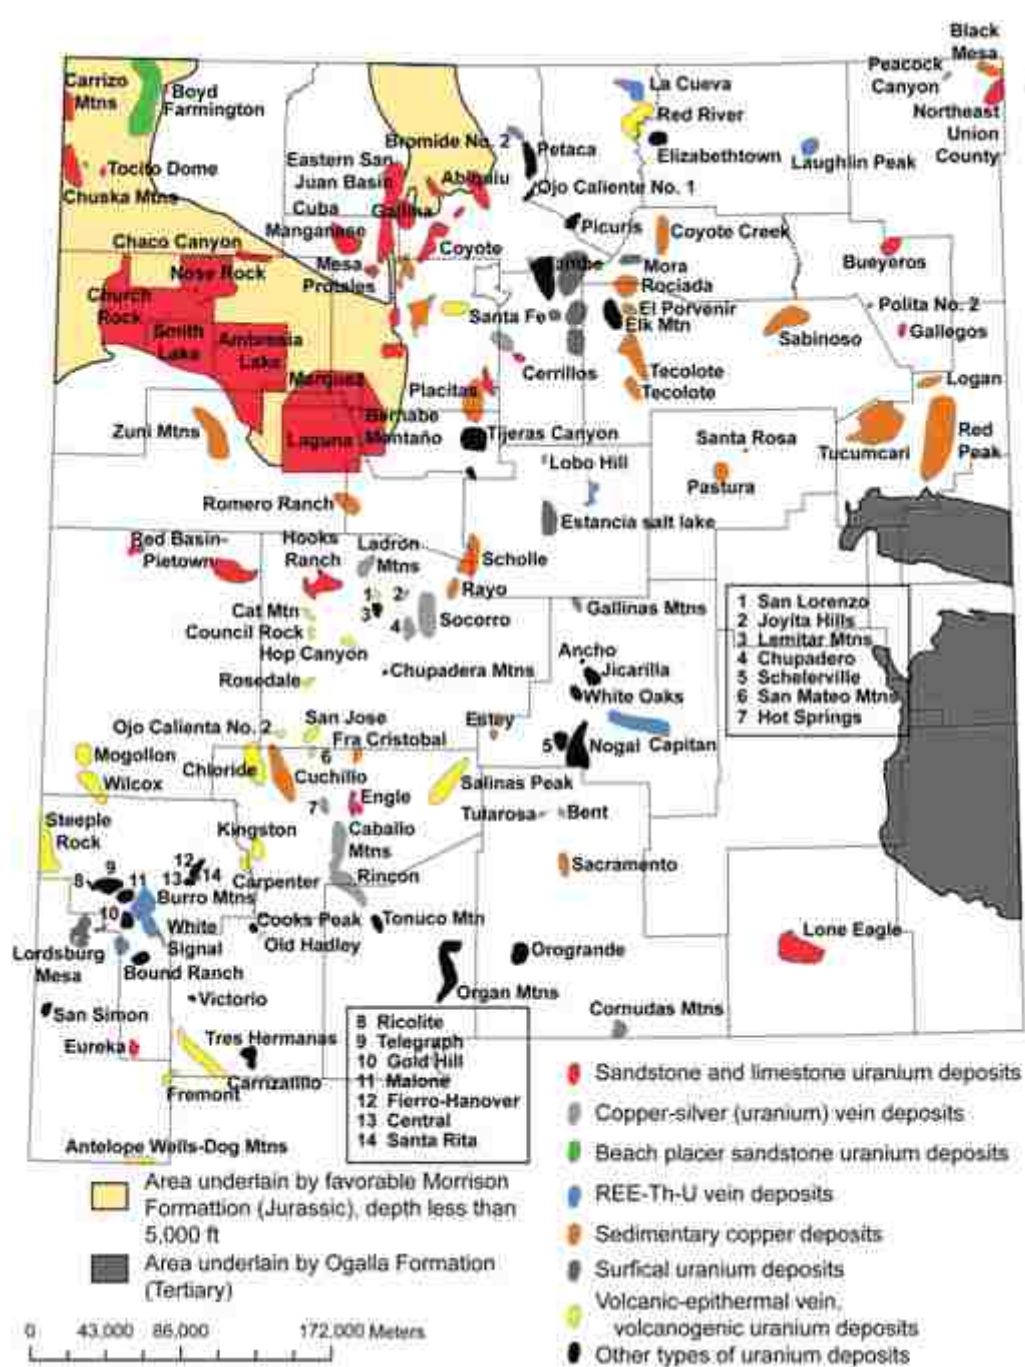 Black
Mesa
Peacock
Canyon
Northeast
Union
County
Carrizo
Mtns
Boyd
Farmington
La Cueva
Red River
Bromide No. 2
Petaca
Elizabethtown
Laughlin Peak
Tocito Dome
Chuska Mtns
Eastern San
Juan Basin
Abiquiu
Ojo Caliente No. 1
Cuba
Manganese
Gallina
Picuris
Coyote Creek
Coyote
Bueyeros
Chaco Canyon
Nose Rock
Mesa
Portales
Mora
Rociada
Church
Rock
Smith
Lake
Ambrosia
Lake
Santa Fe
El Porvenir
Elk Mtn
Sabinoso
Polita No. 2
Gallegos
Marquez
Cerrillos
Tecolote
Tecolote
Placitas
Logan
Zuni Mtns
Laguna
Bernabe
Montaño
Tijeras Canyon
Santa Rosa
Tucumcari
Red
Peak
Lobo Hill
Pastura
Romero Ranch
Estancia salt lake
Red Basin-
Pietown
Hooks
Ranch
Ladron
Mtns
Scholle
Rayo
1
2
3
4
Socorro
Gallinas Mtns
Cat Mtn
Council Rock
Hop Canyon
Rosedale
Chupadera Mtns
Ancho
Jicarilla
White Oaks
1 San Lorenzo
2 Joyita Hills
3 Lemitar Mtns
4 Chupadero
5 Schelerville
6 San Mateo Mtns
7 Hot Springs
Ojo Calienta No. 2
San Jose
6
Fra Cristobal
Estey
5
Nogal
Capitan
Mogollon
Wilcox
Chloride
Cuchillo
Salinas Peak
7
Engle
Tularosa
Bent
Steeple
Rock
Kingston
Caballo
Mtns
Carpenter
Rincon
Sacramento
8
9
10
11
12
13
14
Burro Mtns
White
Signal
Cooks Peak
Old Hadley
Tonuco Mtn
Lordsburg
Mesa
Bound Ranch
Orogrande
Lone Eagle
Organ Mtns
Victorio
San Simon
Cornudas Mtns
Eureka
Tres Hermanas
Carrizalillo
Fremont
Antelope Wells-Dog Mtns
8 Ricolite
9 Telegraph
10 Gold Hill
11 Malone
12 Fierro-Hanover
13 Central
14 Santa Rita
Sandstone and limestone uranium deposits
Copper-silver (uranium) vein deposits
Beach placer sandstone uranium deposits
REE-Th-U vein deposits
Sedimentary copper deposits
Surfical uranium deposits
Volcanic-epithermal vein,
volcanogenic uranium deposits
Other types of uranium deposits
Area underlain by favorable Morrison
Formattion (Jurassic), depth less than
5,000 ft
Area underlain by Ogalla Formation
(Tertiary)
0 43,000 86,000 172,000 Meters